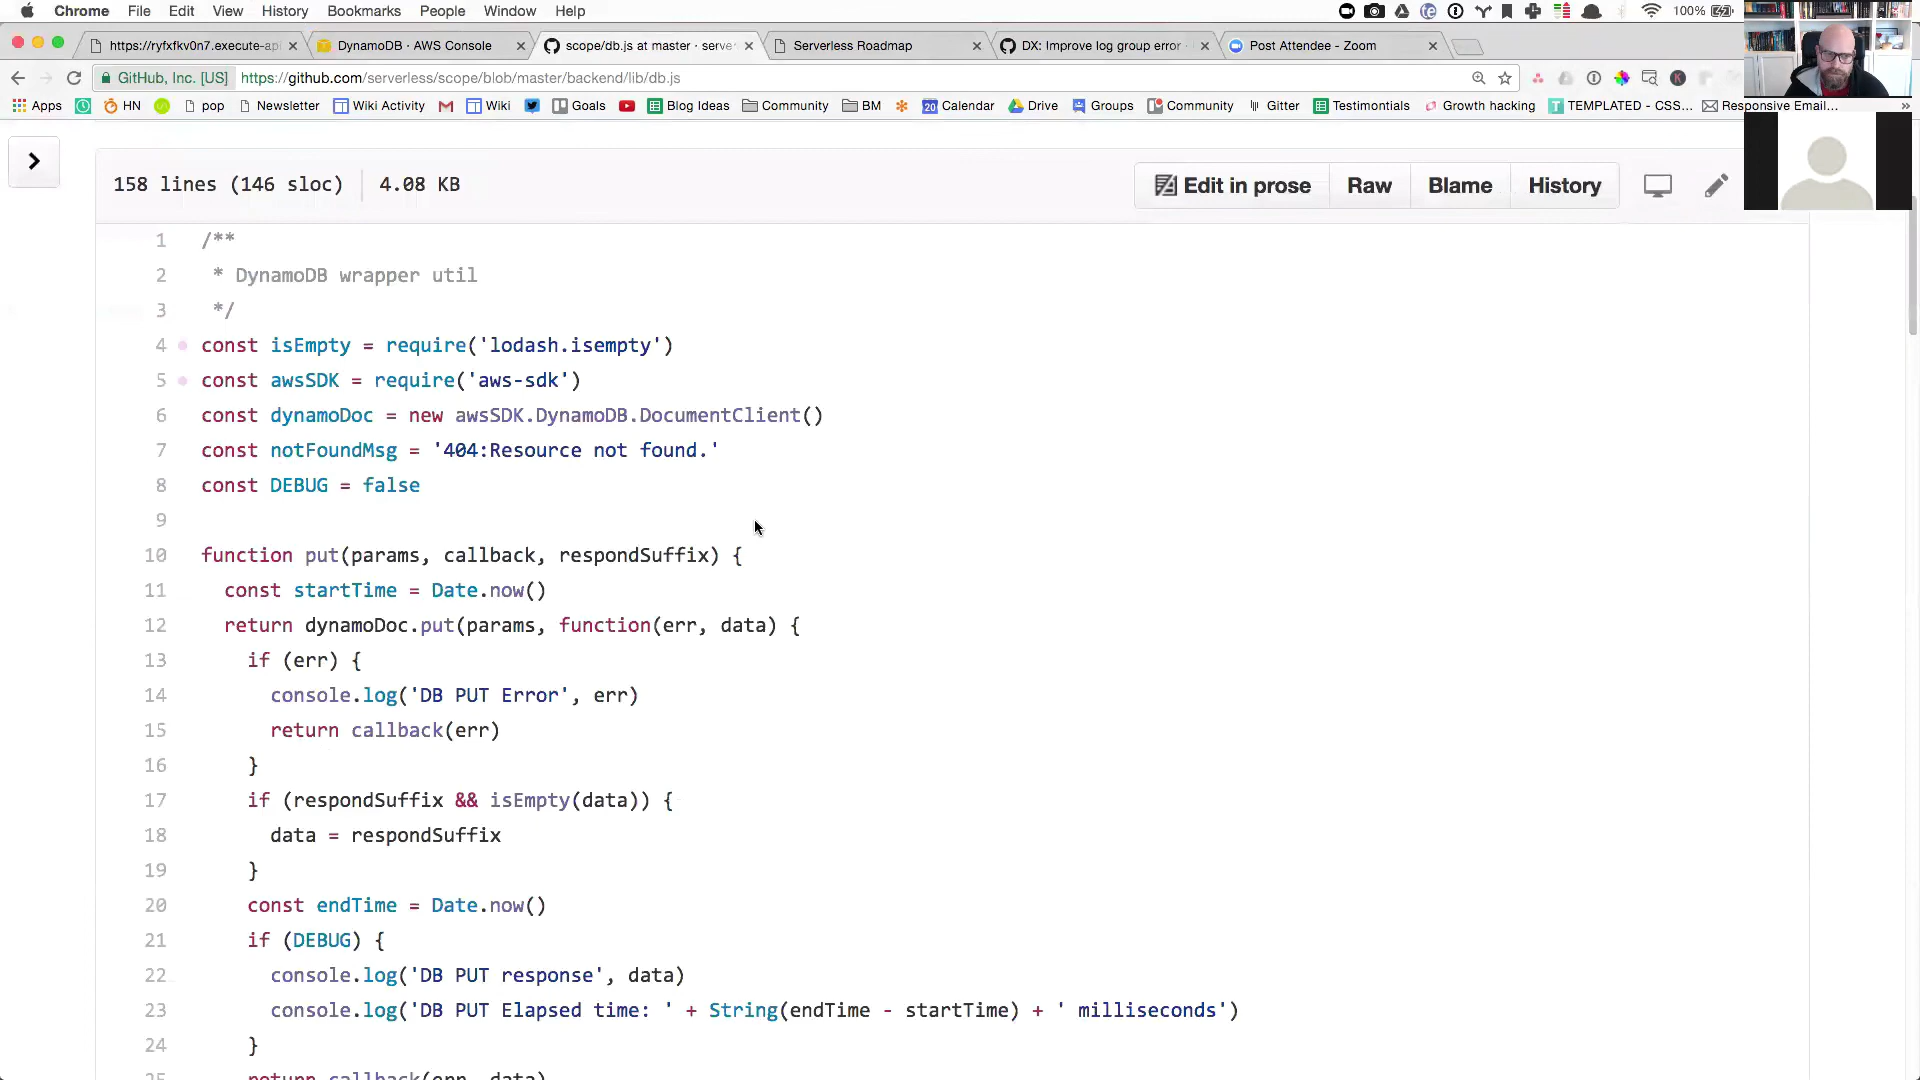 Chrome File Edit View History Bookmarks People Window Help 100%
https://ryfxfkv0n7.execute-api DynamoDB · AWS Console scope/db.js at master · serve Serverless Roadmap DX: Improve log group error Post Attendee - Zoom
GitHub, Inc. [US] https://github.com/serverless/scope/blob/master/backend/lib/db.js
Apps HN pop Newsletter Wiki Activity Wiki Goals Blog Ideas Community BM 20 Calendar Drive Groups Community Gitter Testimonials Growth hacking TEMPLATED - CSS... Responsive Email... »
158 lines (146 sloc) 4.08 KB Edit in prose Raw Blame History
1 /**
2 * DynamoDB wrapper util
3 */
4 const isEmpty = require('lodash.isempty')
5 const awsSDK = require('aws-sdk')
6 const dynamoDoc = new awsSDK.DynamoDB.DocumentClient()
7 const notFoundMsg = '404:Resource not found.'
8 const DEBUG = false
9
10 function put(params, callback, respondSuffix) {
11 const startTime = Date.now()
12 return dynamoDoc.put(params, function(err, data) {
13 if (err) {
14 console.log('DB PUT Error', err)
15 return callback(err)
16 }
17 if (respondSuffix && isEmpty(data)) {
18 data = respondSuffix
19 }
20 const endTime = Date.now()
21 if (DEBUG) {
22 console.log('DB PUT response', data)
23 console.log('DB PUT Elapsed time: ' + String(endTime - startTime) + ' milliseconds')
24 }
25 return callback(err, data)